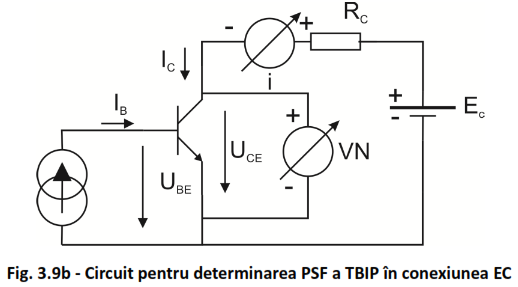 - + R_C
I_C
i
I_B
+ + E_c
- 
U_CE VN
U_BE
-
Fig. 3.9b - Circuit pentru determinarea PSF a TBIP în conexiunea EC